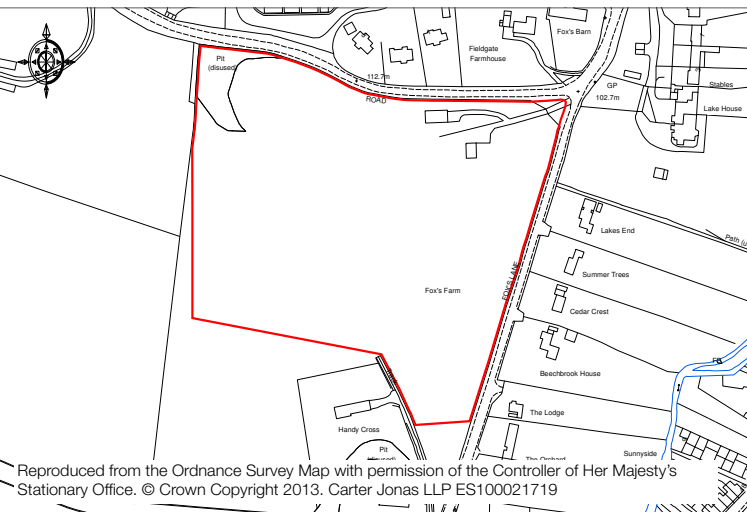 Fox's Barn
Pit
(disused)
Fieldgate
Farmhouse
112.7m
ROAD
GP
102.7m
Stables
Lake House
Lakes End
Path
Summer Trees
FOX'S LANE
Fox's Farm
Cedar Crest
FB
Beechbrook House
The Lodge
Handy Cross
Pit
(disused)
The Orchard
Sunnyside
Reproduced from the Ordnance Survey Map with permission of the Controller of Her Majesty's
Stationary Office. © Crown Copyright 2013. Carter Jonas LLP ES100021719